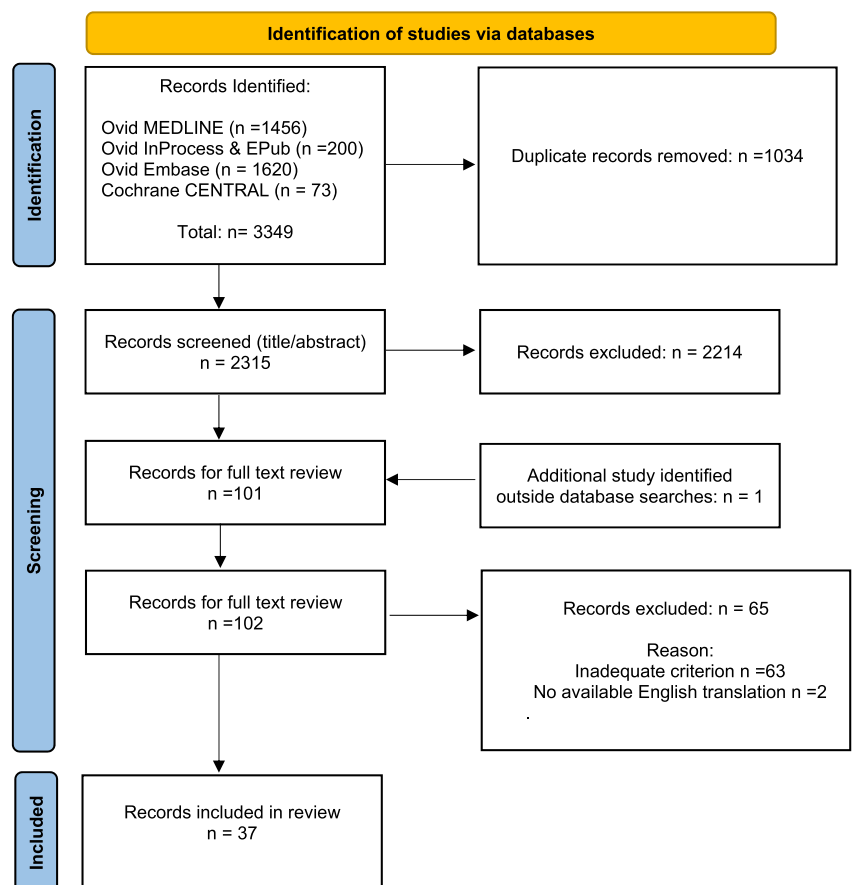 Identification of studies via databases
Identification
Records Identified:
Ovid MEDLINE (n =1456)
Ovid InProcess & EPub (n =200)
Ovid Embase (n = 1620)
Cochrane CENTRAL (n = 73)
Total: n= 3349
Duplicate records removed: n =1034
Screening
Records screened (title/abstract)
n = 2315
Records excluded: n = 2214
Records for full text review
n =101
Additional study identified
outside database searches: n = 1
Records for full text review
n =102
Records excluded: n = 65
Reason:
Inadequate criterion n =63
No available English translation n =2
.
Included
Records included in review
n = 37